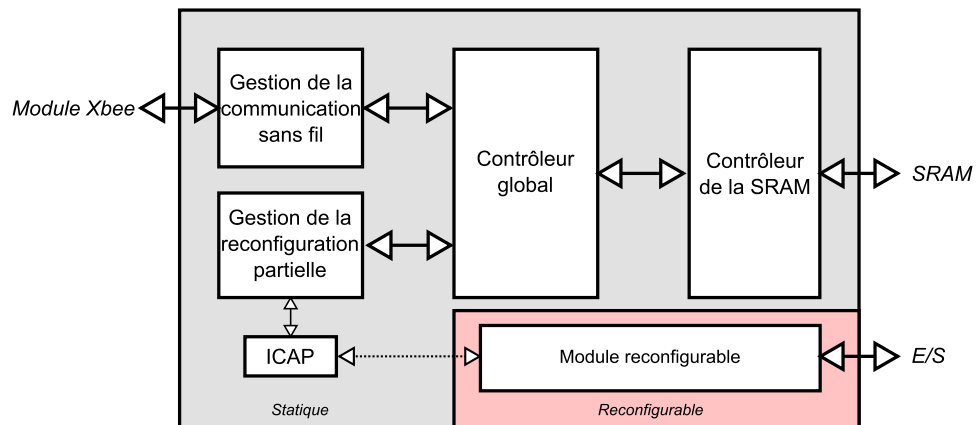 Gestion de la
communication
sans fil
Module Xbee
Contrôleur
global
Contrôleur
de la SRAM
SRAM
Gestion de la
reconfiguration
partielle
ICAP
Module reconfigurable
E/S
Statique
Reconfigurable